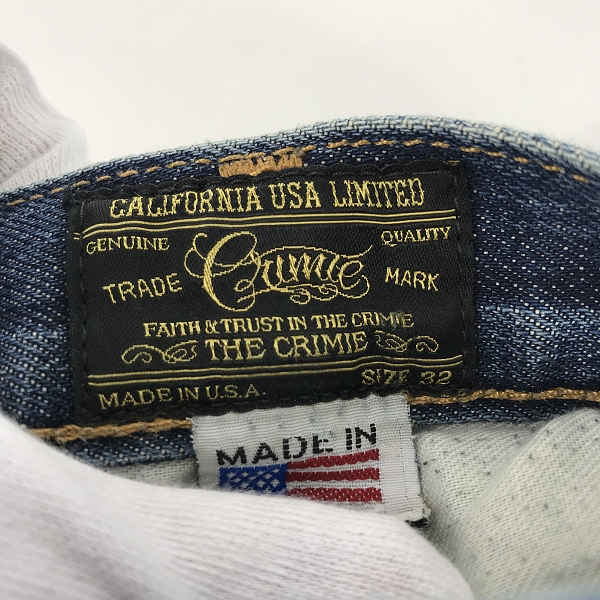 CALIFORNIA USA LIMITED
GENUINE QUALITY
TRADE Crimie MARK
FAITH & TRUST IN THE CRIMIE
THE CRIMIE
MADE IN U.S.A. SIZE 32
MADE IN